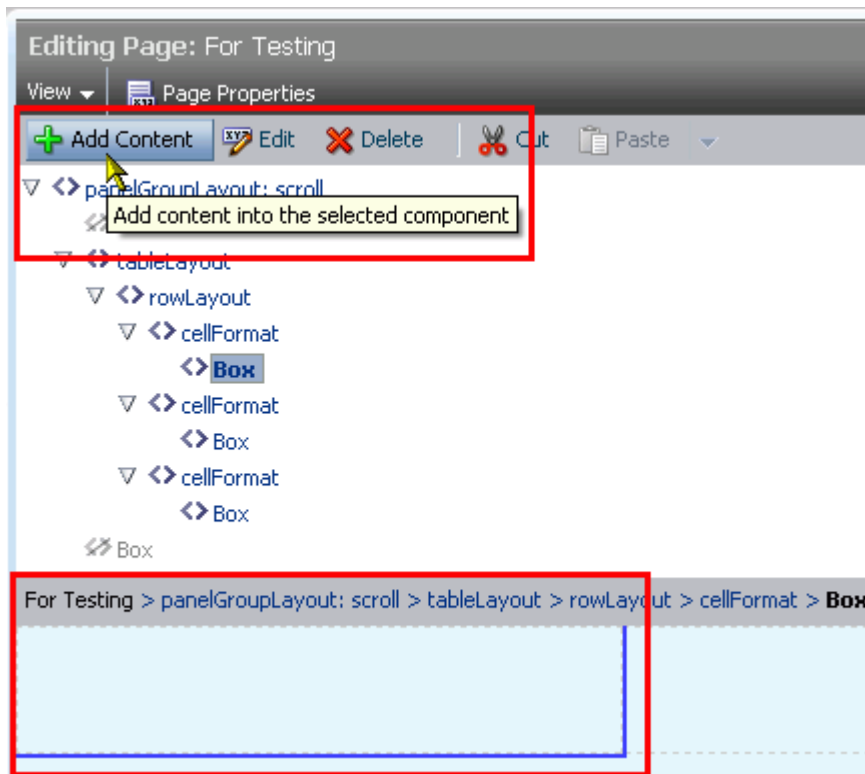 Editing Page: For Testing
View Page Properties
Add Content Edit Delete Cut Paste
panelGroupLayout: scroll
Add content into the selected component
tableLayout
rowLayout
cellFormat
Box
cellFormat
Box
cellFormat
Box
Box
For Testing > panelGroupLayout: scroll > tableLayout > rowLayout > cellFormat > Box